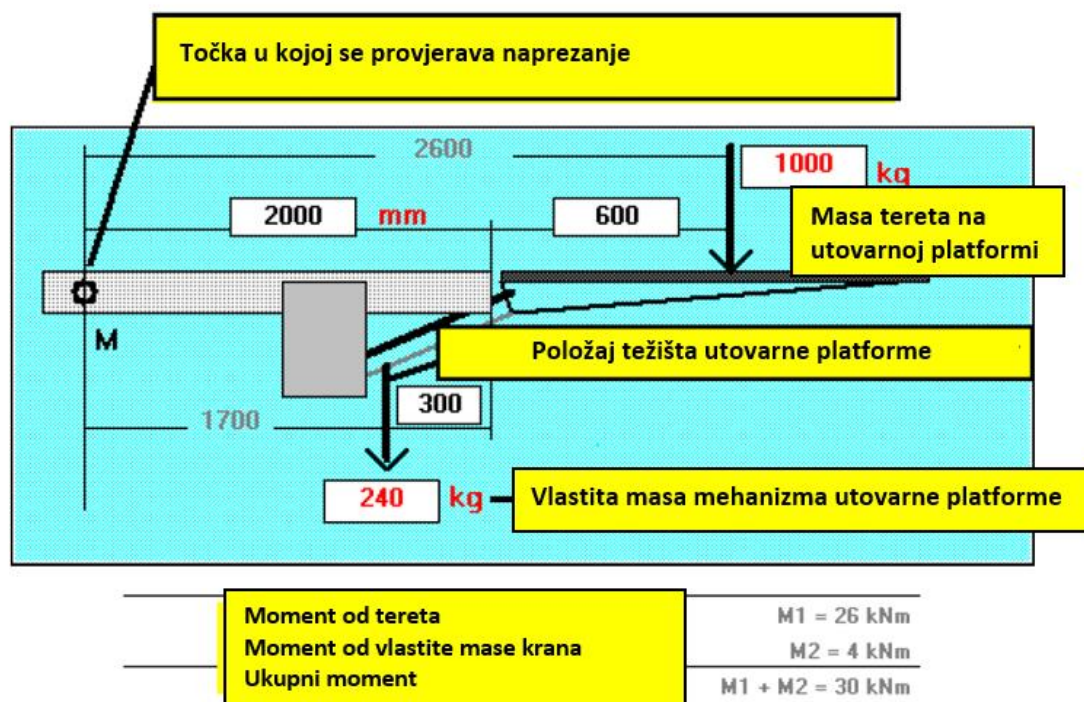 Točka u kojoj se provjerava naprezanje
2600
1000 kg
2000 mm 600
Masa tereta na
utovarnoj platformi
M
Položaj težišta utovarne platforme
300
1700
240 kg
Vlastita masa mehanizma utovarne platforme
Moment od tereta M1 = 26 kNm
Moment od vlastite mase krana M2 = 4 kNm
Ukupni moment M1 + M2 = 30 kNm